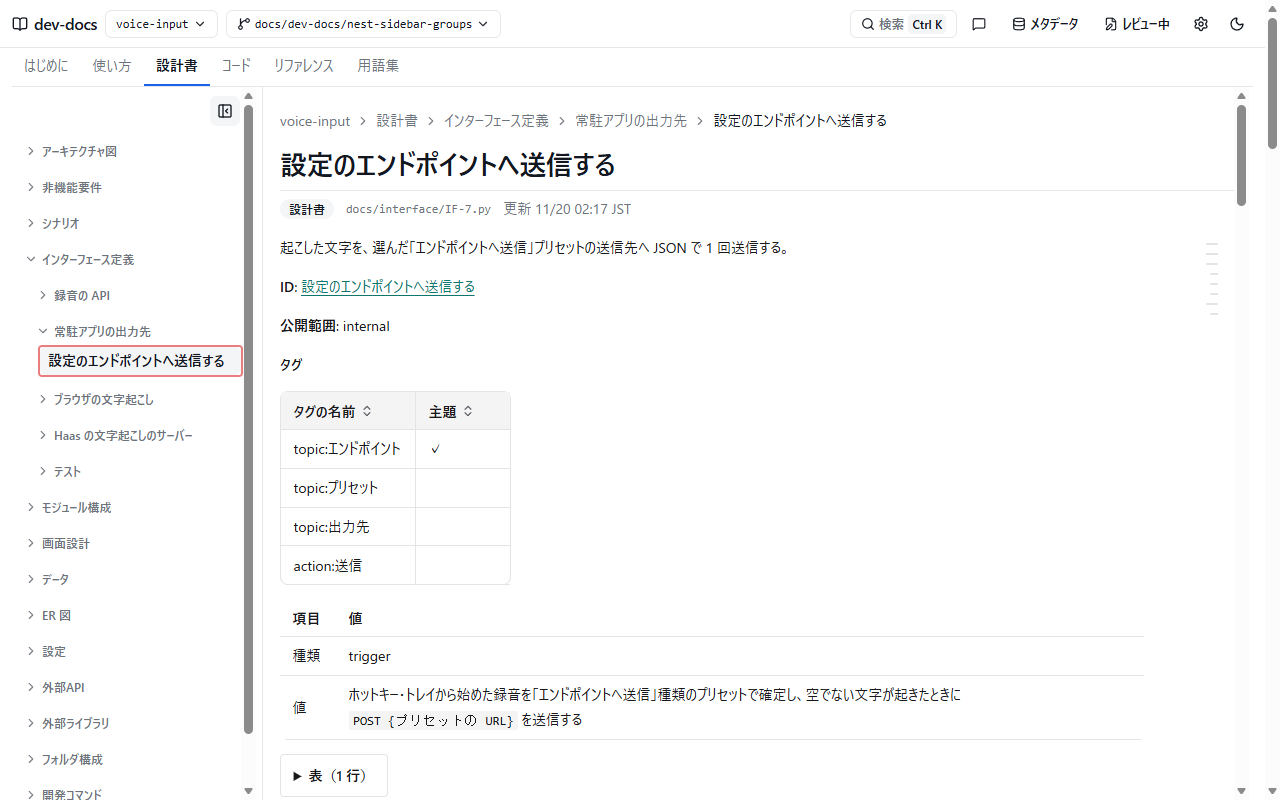 dev-docs
voice-input
docs/dev-docs/nest-sidebar-groups
検索 Ctrl K
メタデータ
レビュー中
はじめに 使い方 設計書 コード リファレンス 用語集
アーキテクチャ図
非機能要件
シナリオ
インターフェース定義
録音の API
常駐アプリの出力先
設定のエンドポイントへ送信する
ブラウザの文字起こし
Haas の文字起こしのサーバー
テスト
モジュール構成
画面設計
データ
ER 図
設定
外部API
外部ライブラリ
フォルダ構成
開発コマンド
voice-input > 設計書 > インターフェース定義 > 常駐アプリの出力先 > 設定のエンドポイントへ送信する
設定のエンドポイントへ送信する
設計書 docs/interface/IF-7.py 更新 11/20 02:17 JST
起こした文字を、選んだ「エンドポイントへ送信」プリセットの送信先へ JSON で 1 回送信する。
ID: 設定のエンドポイントへ送信する
公開範囲: internal
タグ
タグの名前 主題
topic:エンドポイント ✓
topic:プリセット
topic:出力先
action:送信
項目 値
種類 trigger
値 ホットキー・トレイから始めた録音を「エンドポイントへ送信」種類のプリセットで確定し、空でない文字が起きたときに
POST {プリセットの URL} を送信する
▶ 表（1 行）